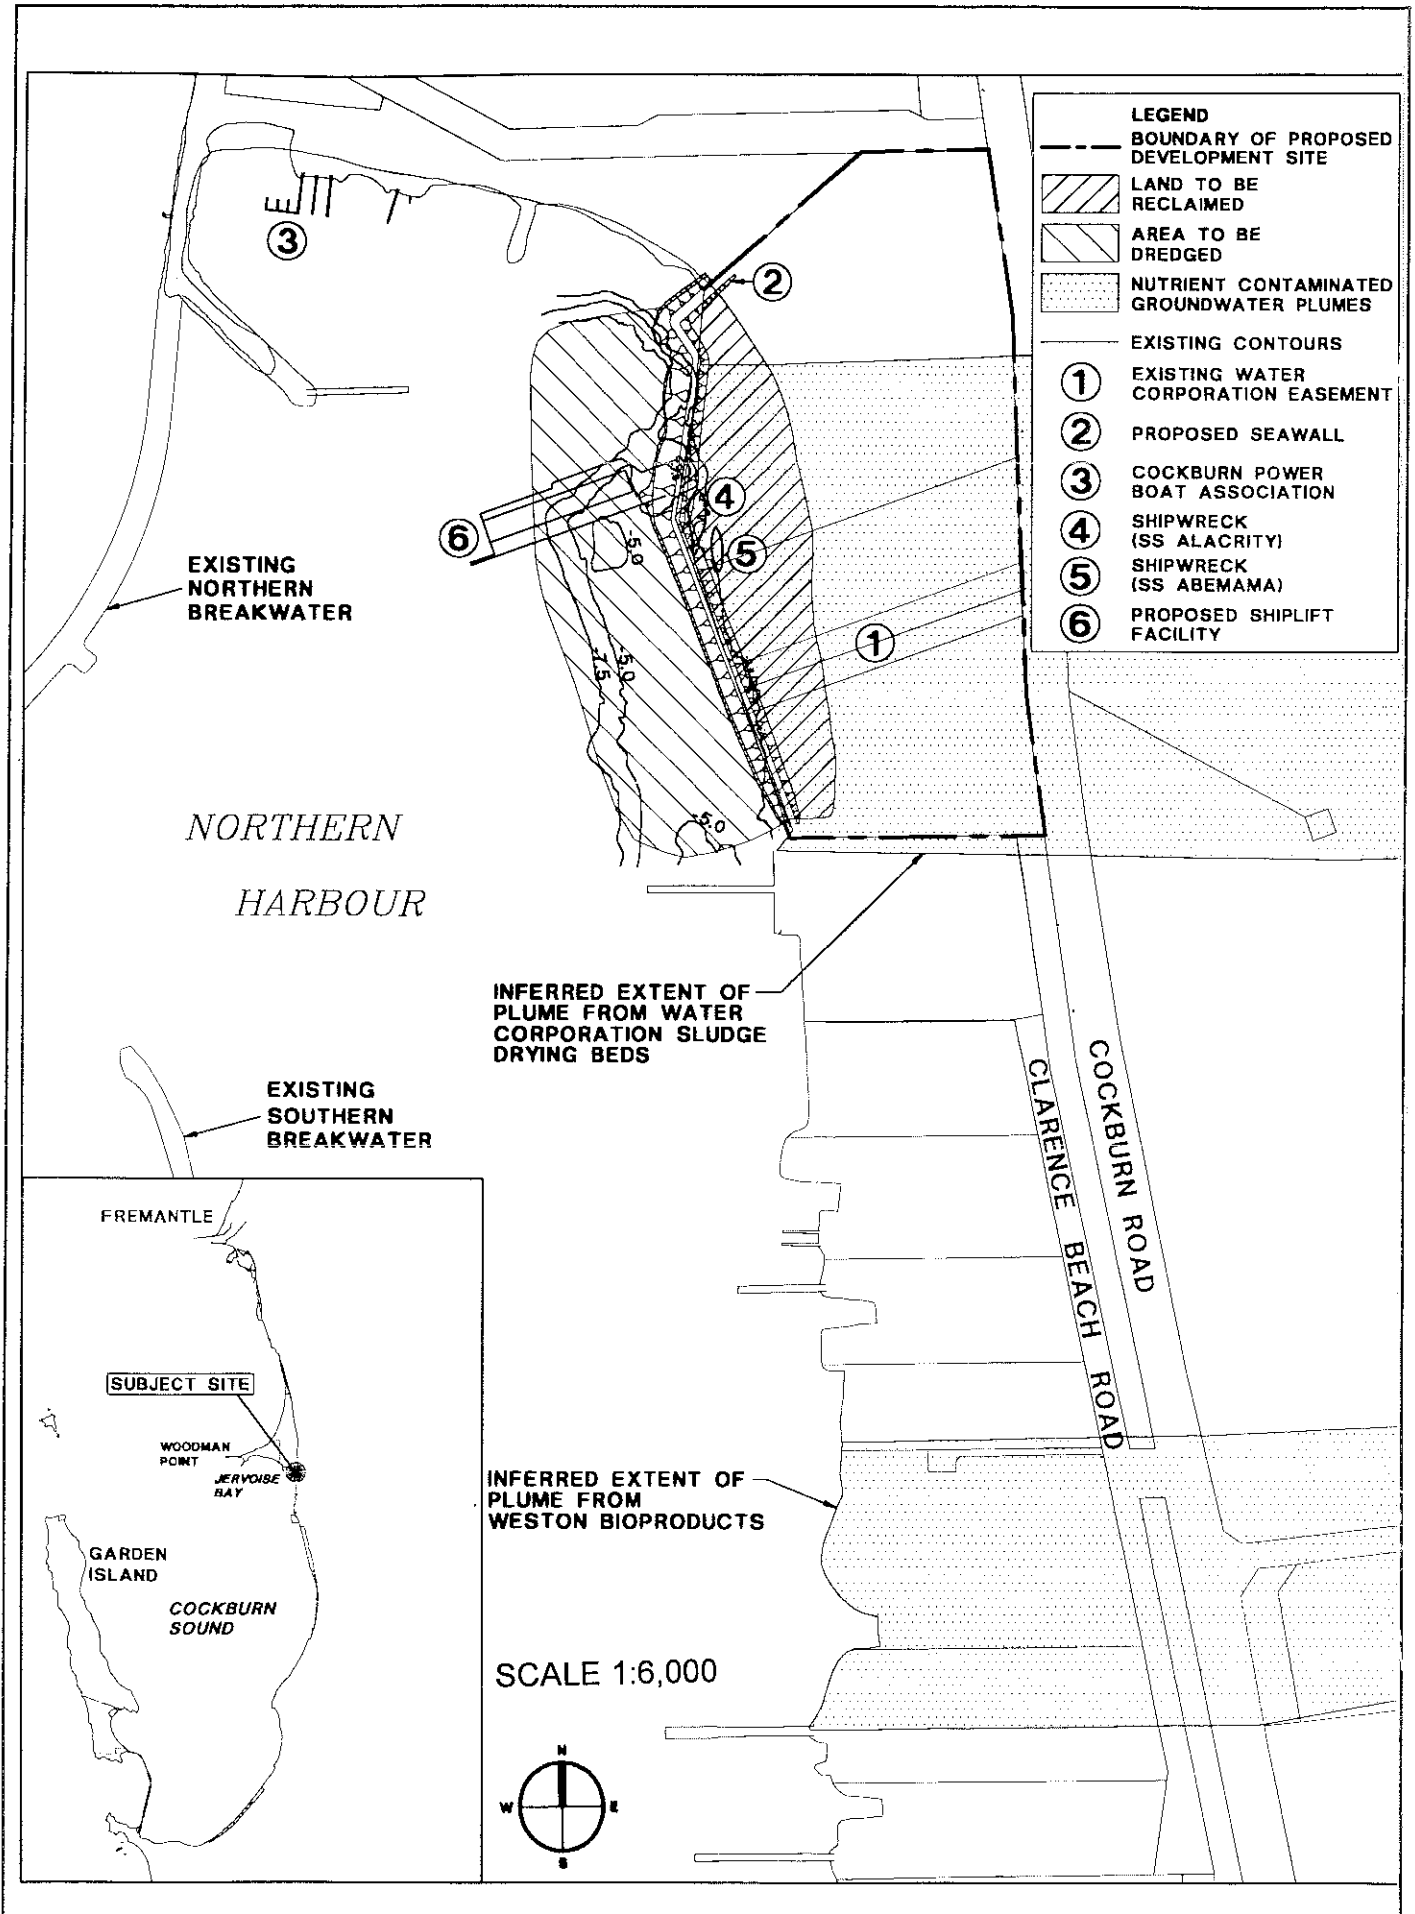 LEGEND
BOUNDARY OF PROPOSED
DEVELOPMENT SITE
LAND TO BE
RECLAIMED
AREA TO BE
DREDGED
NUTRIENT CONTAMINATED
GROUNDWATER PLUMES
EXISTING CONTOURS
1 EXISTING WATER
CORPORATION EASEMENT
2 PROPOSED SEAWALL
3 COCKBURN POWER
BOAT ASSOCIATION
4 SHIPWRECK
(SS ALACRITY)
5 SHIPWRECK
(SS ABEMAMA)
6 PROPOSED SHIPLIFT
FACILITY
3
2
4
5
6
1
-5.0
-7.5
-5.0
-5.0
EXISTING
NORTHERN
BREAKWATER
NORTHERN
HARBOUR
INFERRED EXTENT OF
PLUME FROM WATER
CORPORATION SLUDGE
DRYING BEDS
EXISTING
SOUTHERN
BREAKWATER
COCKBURN ROAD
CLARENCE BEACH ROAD
FREMANTLE
SUBJECT SITE
WOODMAN
POINT
JERVOISE
BAY
GARDEN
ISLAND
COCKBURN
SOUND
INFERRED EXTENT OF
PLUME FROM
WESTON BIOPRODUCTS
SCALE 1:6,000
N
W
E
S